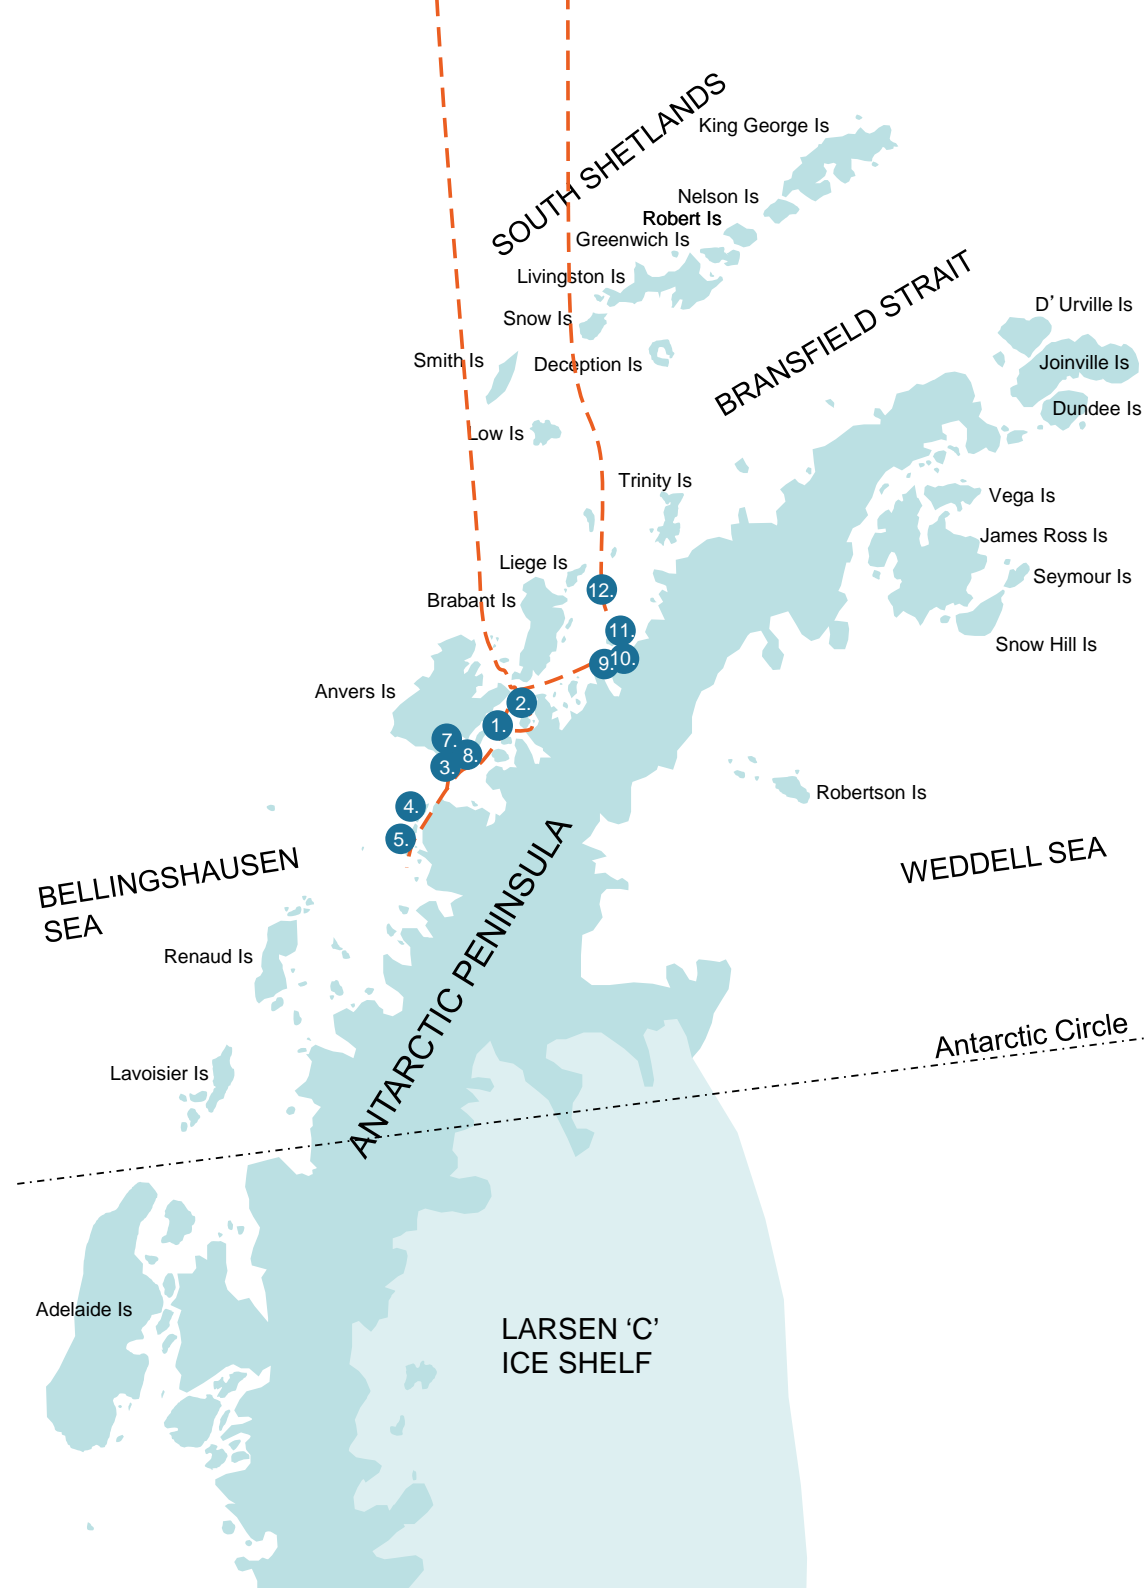 SOUTH SHETLANDS
King George Is
Nelson Is
Robert Is
Greenwich Is
Livingston Is
Snow Is
Smith Is
Deception Is
BRANSFIELD STRAIT
D’ Urville Is
Joinville Is
Dundee Is
Low Is
Trinity Is
Vega Is
James Ross Is
Liege Is
Seymour Is
12.
Brabant Is
11.
Snow Hill Is
9.
10.
Anvers Is
2.
1.
7.
8.
3.
Robertson Is
4.
5.
BELLINGSHAUSEN
SEA
WEDDELL SEA
ANTARCTIC PENINSULA
Renaud Is
Antarctic Circle
Lavoisier Is
Adelaide Is
LARSEN ‘C’
ICE SHELF